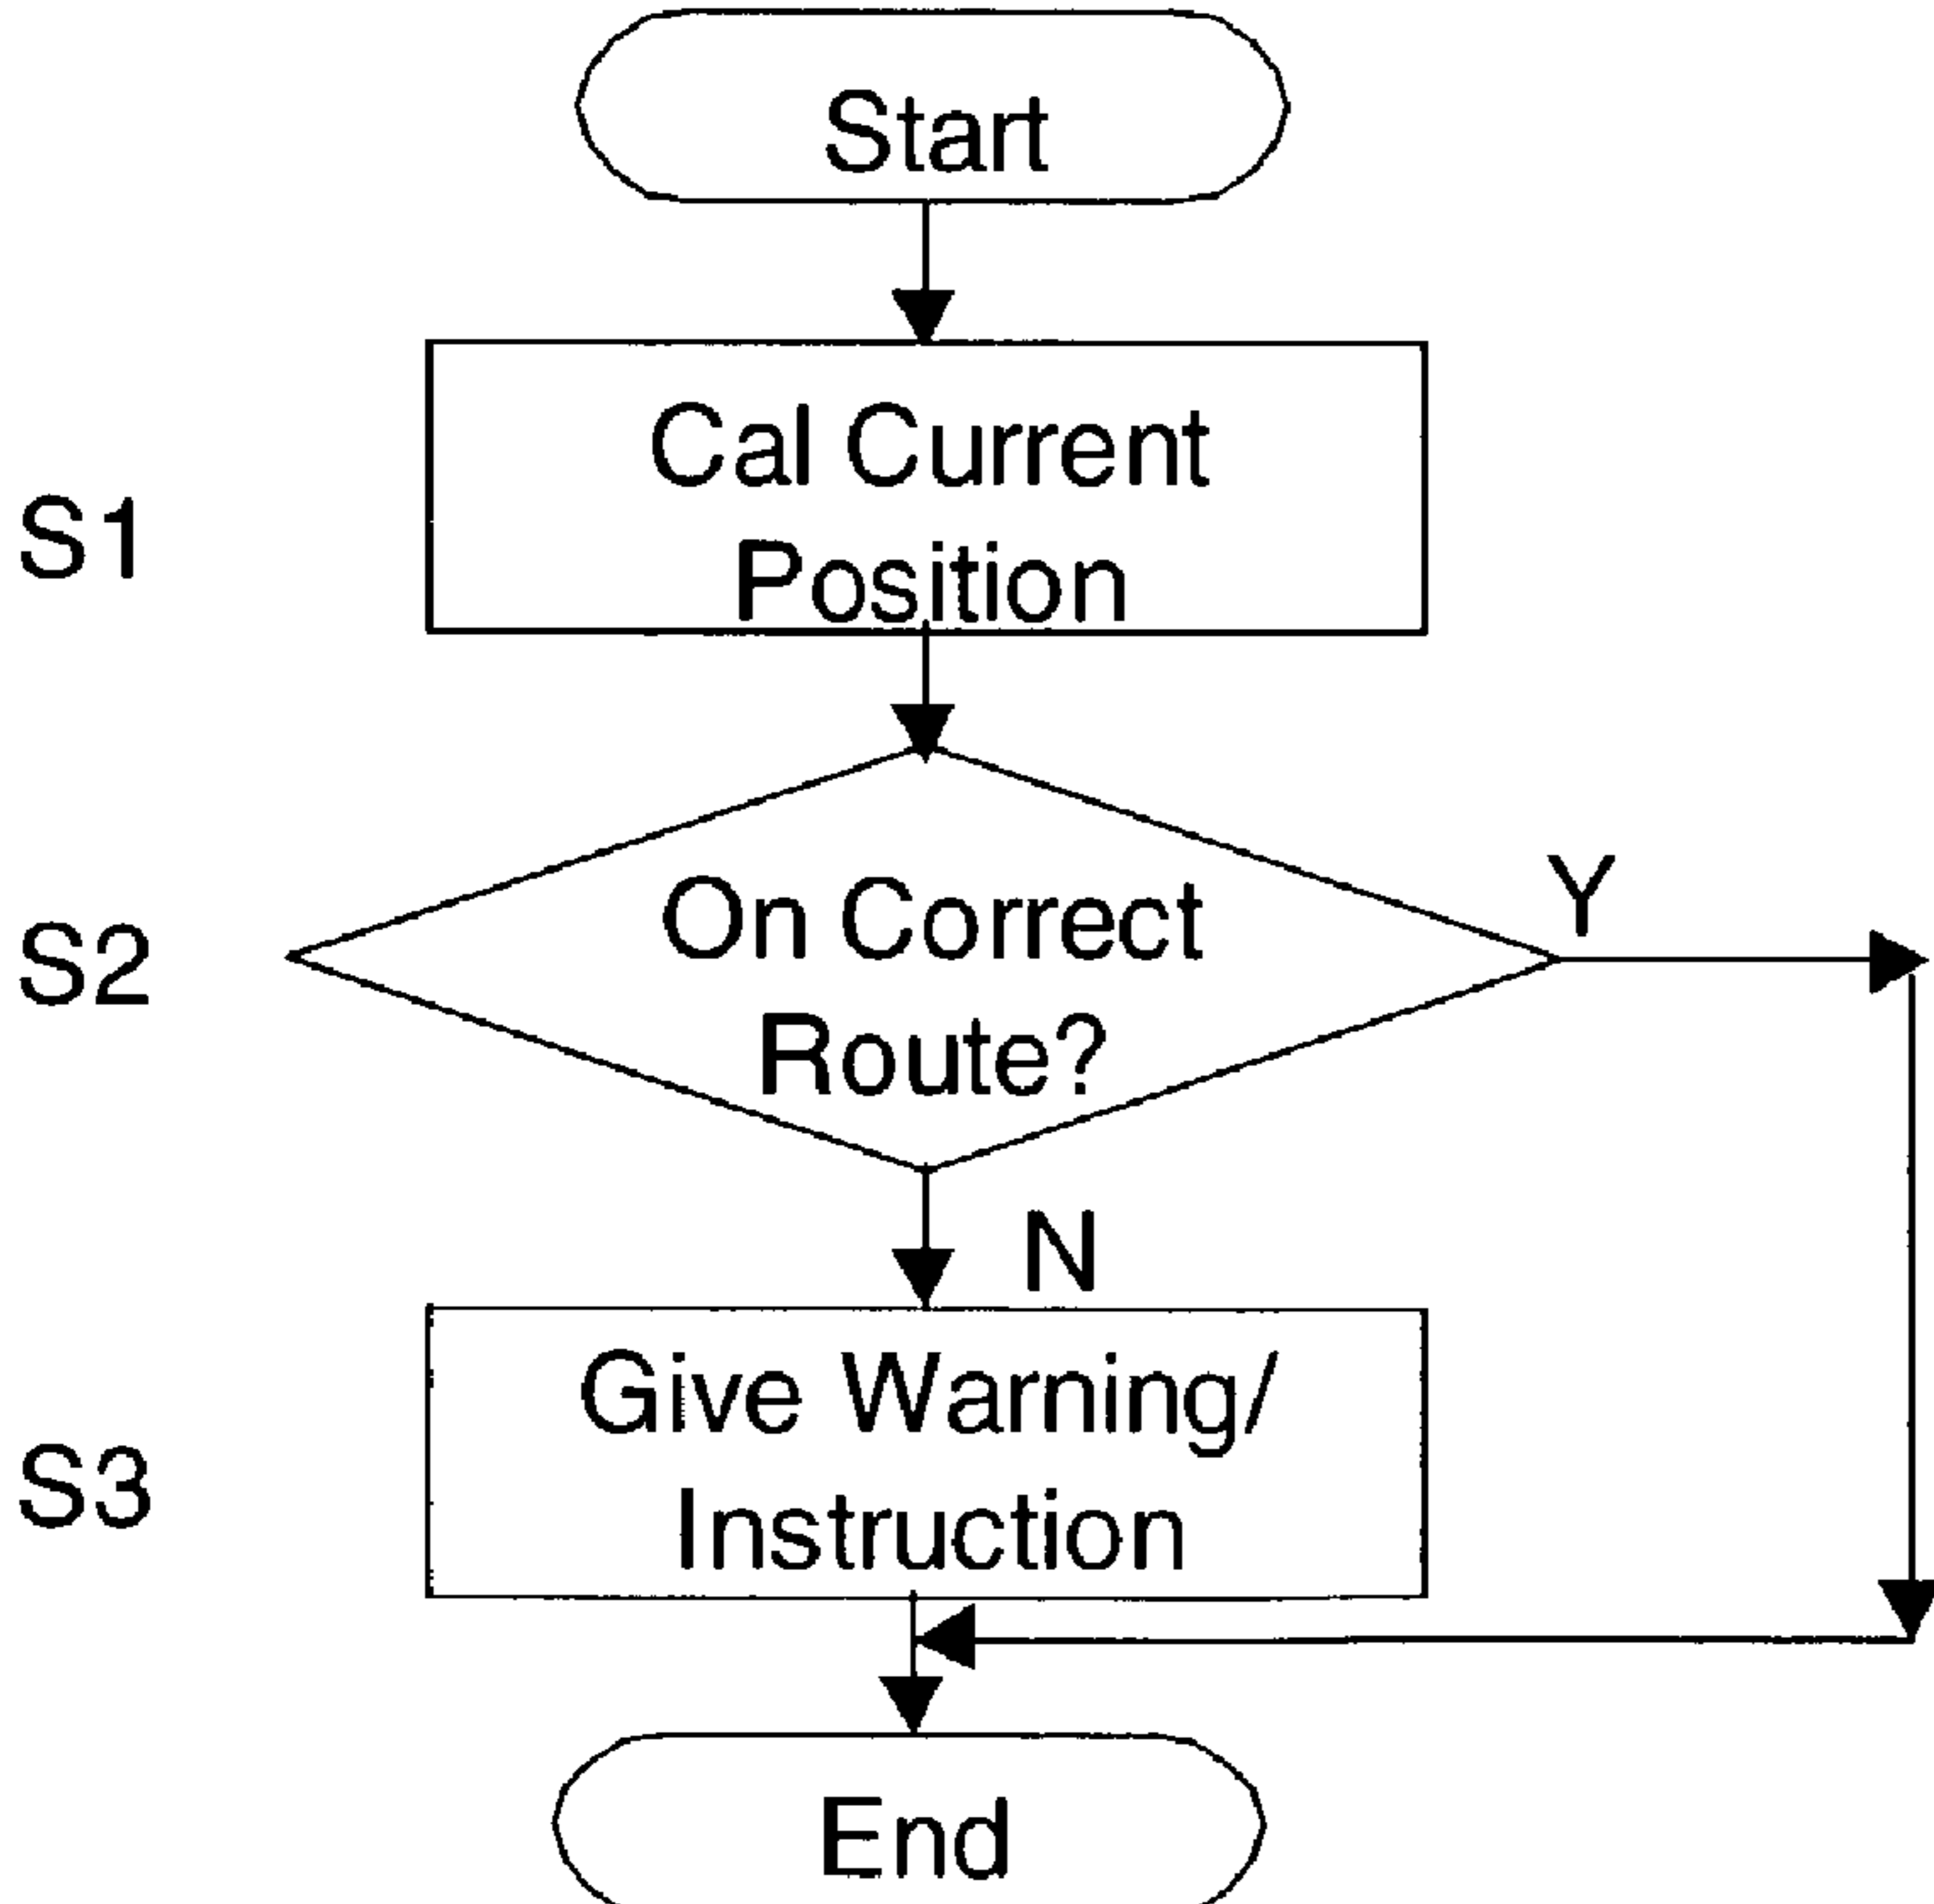 Start
S1
Cal Current
Position
S2
On Correct
Route?
Y
N
S3
Give Warning/
Instruction
End